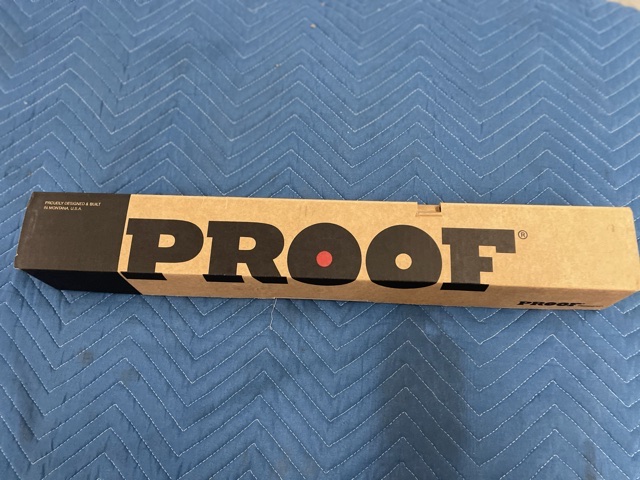 PROUDLY DESIGNED & BUILT
IN MONTANA, U.S.A.
PROOF®
PROOF